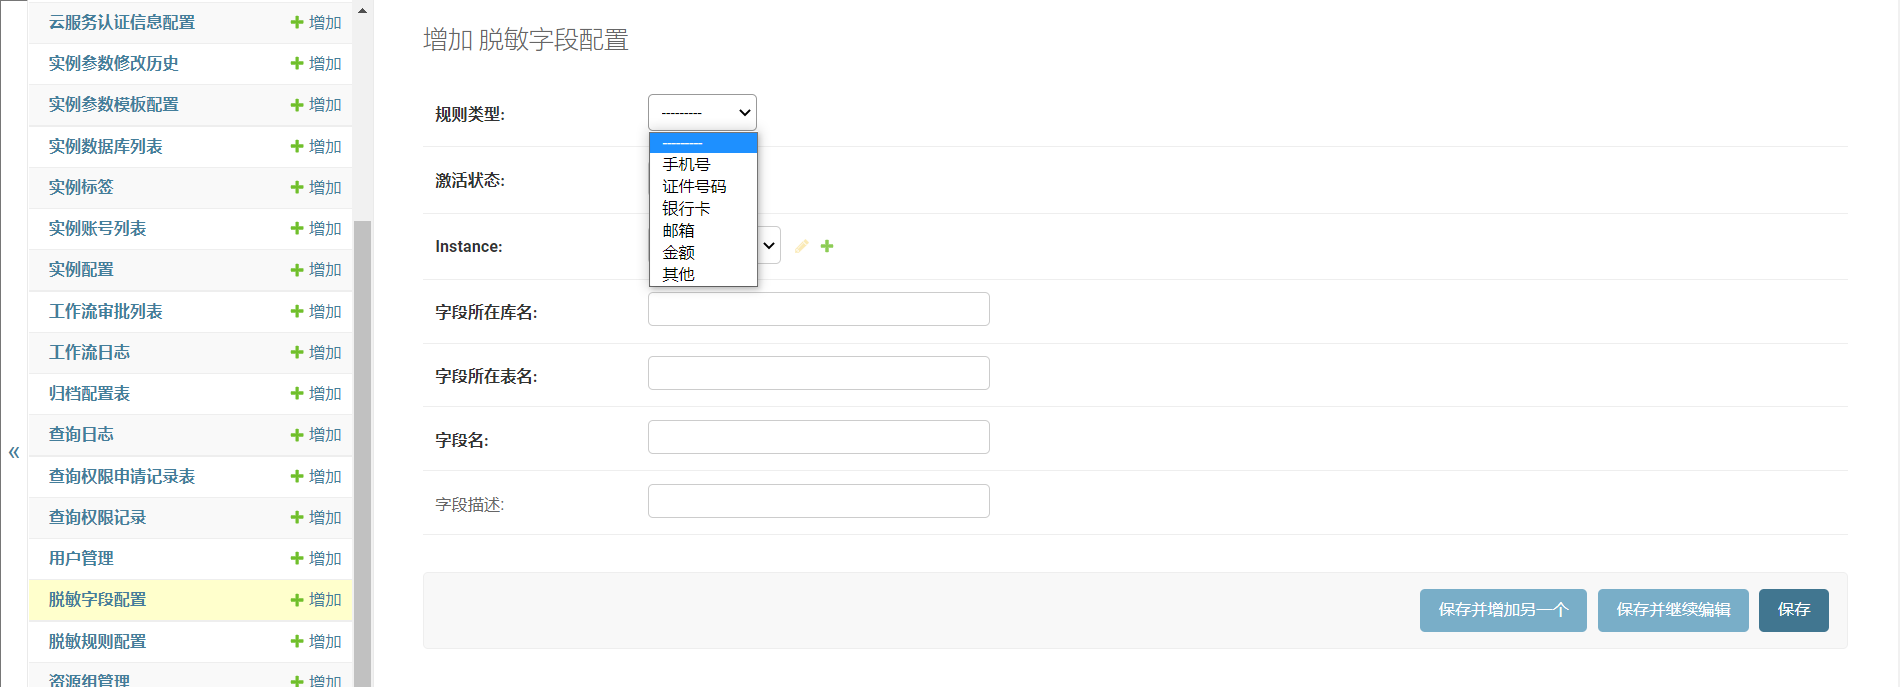 云服务认证信息配置 增加
实例参数修改历史 增加
实例参数模板配置 增加
实例数据库列表 增加
实例标签 增加
实例账号列表 增加
实例配置 增加
工作流审批列表 增加
工作流日志 增加
归档配置表 增加
查询日志 增加
查询权限申请记录表 增加
查询权限记录 增加
用户管理 增加
脱敏字段配置 增加
脱敏规则配置 增加
资源组管理 增加
«
增加 脱敏字段配置
规则类型: ---------
---------
手机号
证件号码
银行卡
邮箱
金额
其他
激活状态:
Instance:
字段所在库名:
字段所在表名:
字段名:
字段描述:
保存并增加另一个 保存并继续编辑 保存